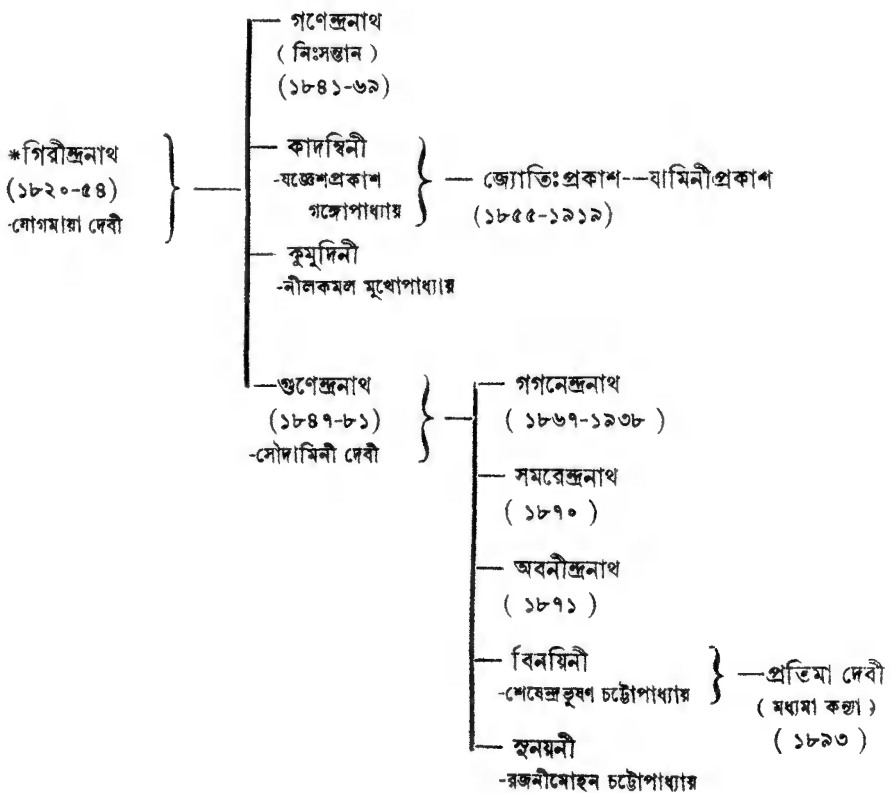 *গিরীন্দ্রনাথ
(১৮২০-৫৪)
-যোগমায়া দেবী
গণেন্দ্রনাথ
( নিঃসন্তান )
(১৮৪১-৬৯)
কাদম্বিনী
-যজ্ঞেশপ্রকাশ
গঙ্গোপাধ্যায়
জ্যোতিঃপ্রকাশ—যামিনীপ্রকাশ
(১৮৫৫-১৯১৯)
কুমুদিনী
-নীলকমল মুখোপাধ্যায়
গুণেন্দ্রনাথ
(১৮৪৭-৮১)
-সৌদামিনী দেবী
গগনেন্দ্রনাথ
( ১৮৬৭-১৯৩৮ )
সমরেন্দ্রনাথ
( ১৮৭০ )
অবনীন্দ্রনাথ
( ১৮৭১ )
বিনয়িনী
-শেষেন্দ্রভূষণ চট্টোপাধ্যায়
প্রতিমা দেবী
( মধ্যমা কন্যা )
( ১৮৯৩ )
সুনয়নী
-রজনীমোহন চট্টোপাধ্যায়